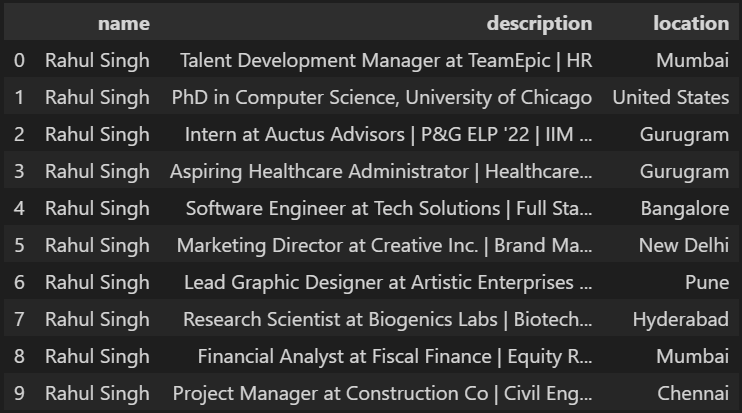 name description location
0 Rahul Singh Talent Development Manager at TeamEpic | HR Mumbai
1 Rahul Singh PhD in Computer Science, University of Chicago United States
2 Rahul Singh Intern at Auctus Advisors | P&G ELP '22 | IIM ... Gurugram
3 Rahul Singh Aspiring Healthcare Administrator | Healthcare... Gurugram
4 Rahul Singh Software Engineer at Tech Solutions | Full Sta... Bangalore
5 Rahul Singh Marketing Director at Creative Inc. | Brand Ma... New Delhi
6 Rahul Singh Lead Graphic Designer at Artistic Enterprises ... Pune
7 Rahul Singh Research Scientist at Biogenics Labs | Biotech... Hyderabad
8 Rahul Singh Financial Analyst at Fiscal Finance | Equity R... Mumbai
9 Rahul Singh Project Manager at Construction Co | Civil Eng... Chennai